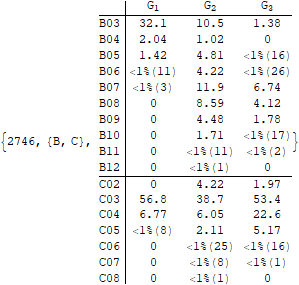 G1 G2 G3
B03 32.1 10.5 1.38
B04 2.04 1.02 0
B05 1.42 4.81 <1%(16)
B06 <1%(11) 4.22 <1%(26)
B07 <1%(3) 11.9 6.74
B08 0 8.59 4.12
B09 0 4.48 1.78
B10 0 1.71 <1%(17)
{2746, {B, C}, }
B11 0 <1%(11) <1%(2)
B12 0 <1%(1) 0
C02 0 4.22 1.97
C03 56.8 38.7 53.4
C04 6.77 6.05 22.6
C05 <1%(8) 2.11 5.17
C06 0 <1%(25) <1%(16)
C07 0 <1%(8) <1%(1)
C08 0 <1%(1) 0